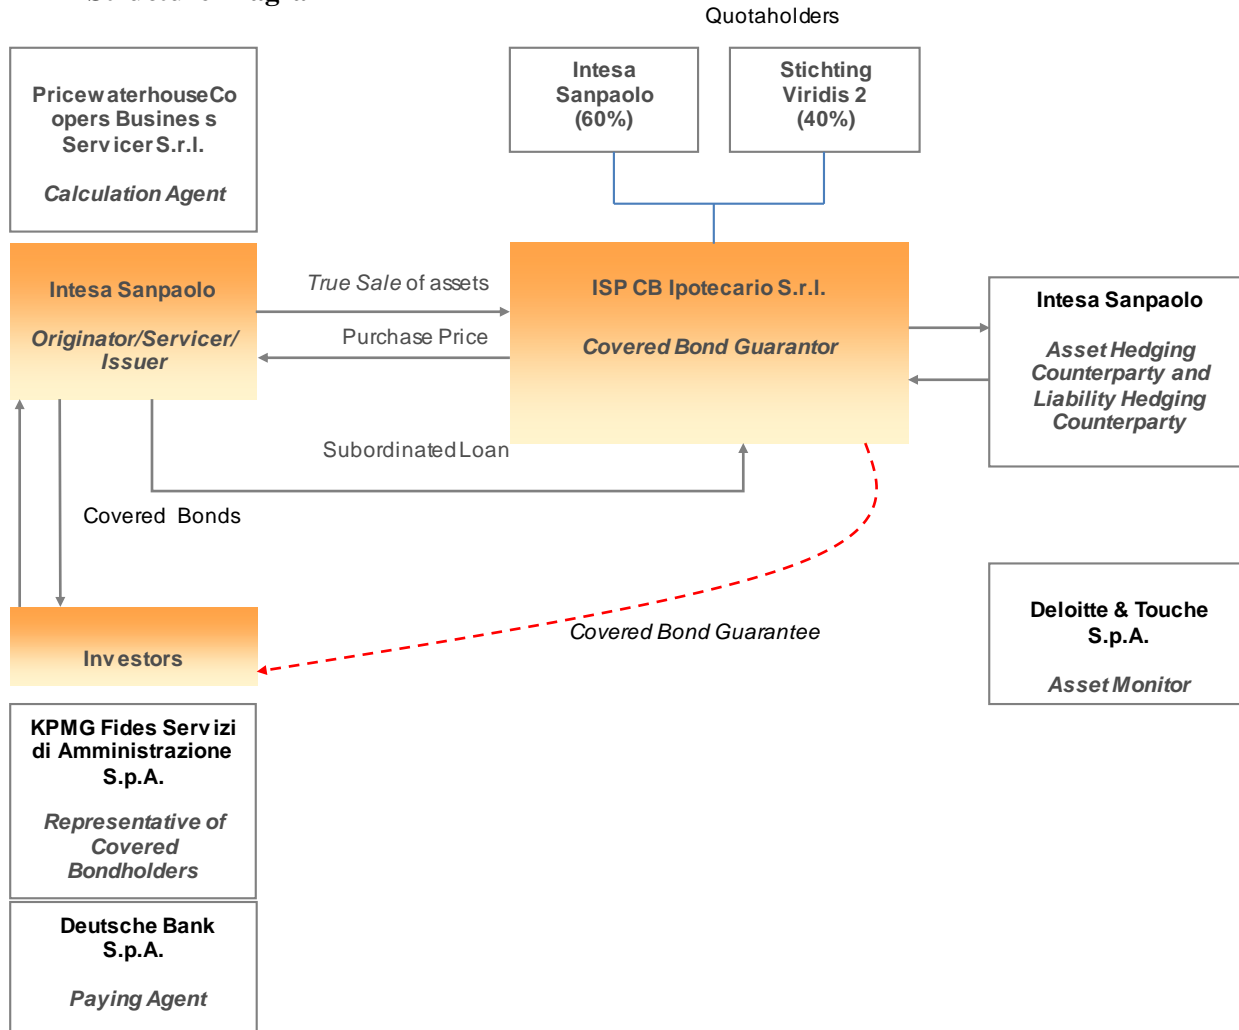 Quotaholders
PricewaterhouseCo
opers Business
Servicer S.r.l.
Calculation Agent
Intesa
Sanpaolo
(60%)
Stichting
Viridis 2
(40%)
Intesa Sanpaolo
Originator/Servicer/
Issuer
True Sale of assets
Purchase Price
ISP CB Ipotecario S.r.l.
Covered Bond Guarantor
Intesa Sanpaolo
Asset Hedging
Counterparty and
Liability Hedging
Counterparty
Subordinated Loan
Covered Bonds
Investors
Covered Bond Guarantee
Deloitte & Touche
S.p.A.
Asset Monitor
KPMG Fides Servizi
di Amministrazione
S.p.A.
Representative of
Covered
Bondholders
Deutsche Bank
S.p.A.
Paying Agent